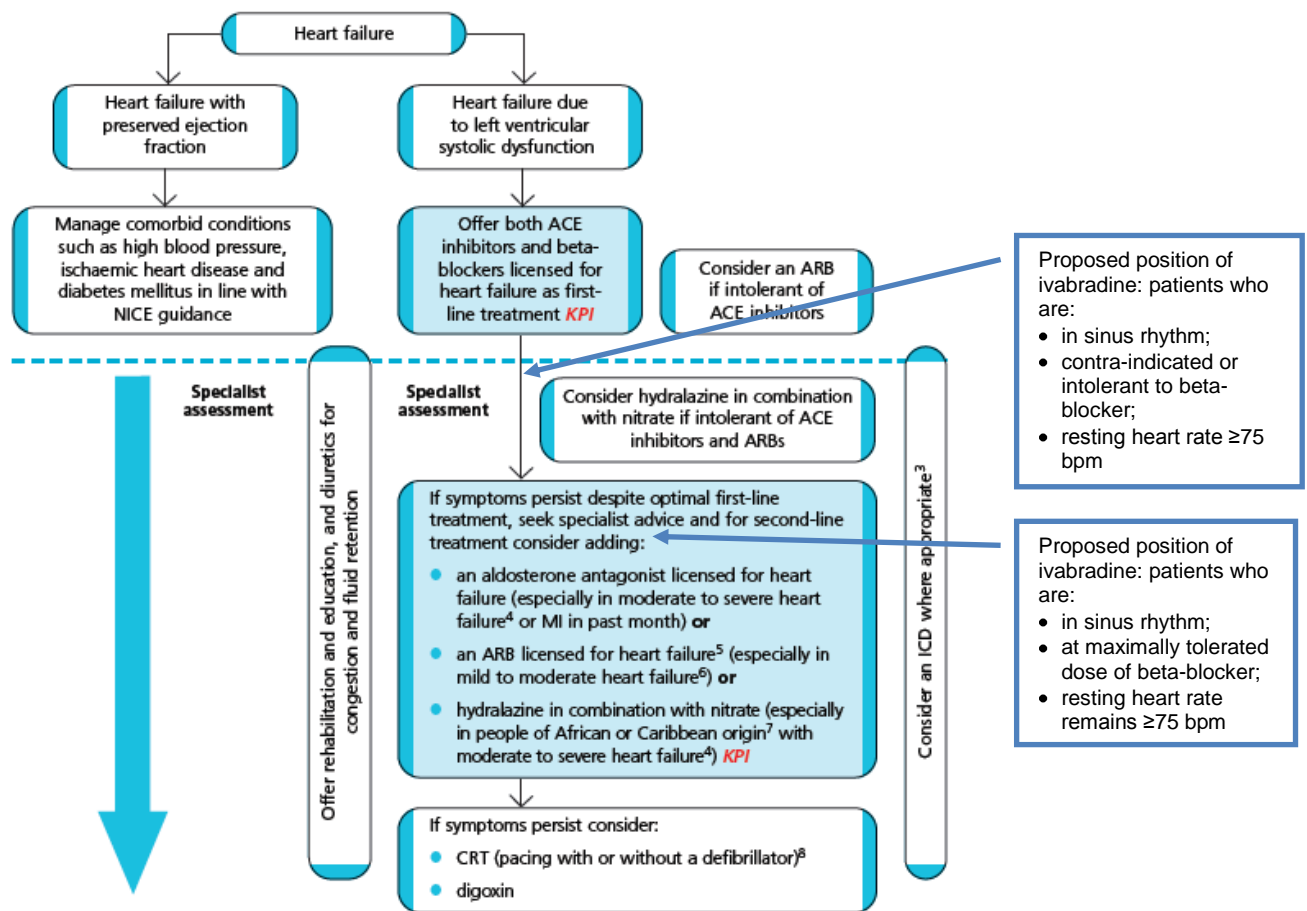 Heart failure
Heart failure with
preserved ejection
fraction
Heart failure due
to left ventricular
systolic dysfunction
Manage comorbid conditions
such as high blood pressure,
ischaemic heart disease and
diabetes mellitus in line with
NICE guidance
Offer both ACE
inhibitors and beta-
blockers licensed for
heart failure as first-
line treatment KPI
Consider an ARB
if intolerant of
ACE inhibitors
Proposed position of
ivabradine: patients who
are:
• in sinus rhythm;
• contra-indicated or
intolerant to beta-
blocker;
• resting heart rate ≥75
bpm
Specialist
assessment
Offer rehabilitation and education, and diuretics for
congestion and fluid retention
Specialist
assessment
Consider hydralazine in combination
with nitrate if intolerant of ACE
inhibitors and ARBs
If symptoms persist despite optimal first-line
treatment, seek specialist advice and for second-line
treatment consider adding:
• an aldosterone antagonist licensed for heart
failure (especially in moderate to severe heart
failure⁴ or MI in past month) or
• an ARB licensed for heart failure⁵ (especially in
mild to moderate heart failure⁶) or
• hydralazine in combination with nitrate (especially
in people of African or Caribbean origin⁷ with
moderate to severe heart failure⁴) KPI
Consider an ICD where appropriate³
Proposed position of
ivabradine: patients who
are:
• in sinus rhythm;
• at maximally tolerated
dose of beta-blocker;
• resting heart rate
remains ≥75 bpm
If symptoms persist consider:
• CRT (pacing with or without a defibrillator)⁸
• digoxin